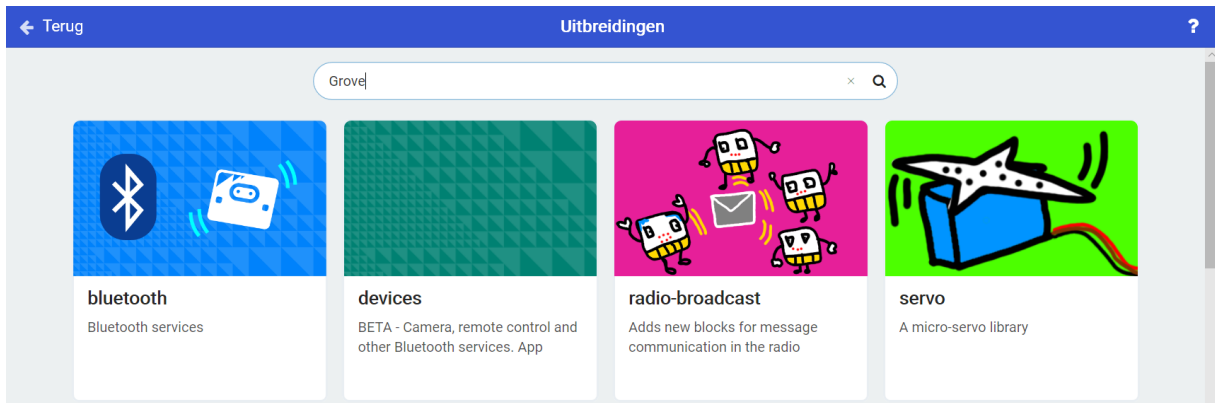 Terug
Uitbreidingen
?
Grove
bluetooth
Bluetooth services
devices
BETA - Camera, remote control and
other Bluetooth services. App
radio-broadcast
Adds new blocks for message
communication in the radio
servo
A micro-servo library